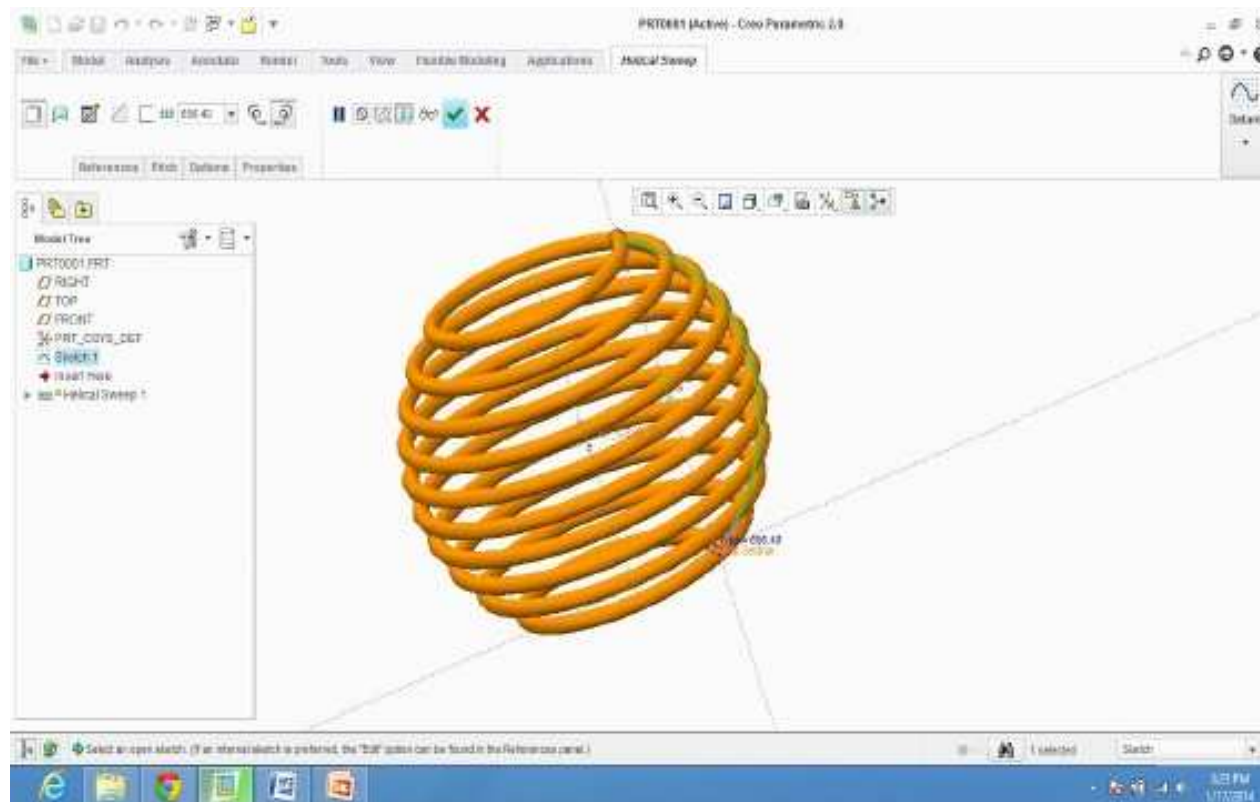 PRT0001 (Active) - Creo Parametric 2.0
File Model Analysis Annotate Render Tools View Flexible Modeling Applications Helical Sweep
References Pitch Options Properties
Model Tree
PRT0001.PRT
RIGHT
TOP
FRONT
Sketch 1
Insert Here
Helical Sweep 1
Select an open sketch. (If an internal sketch is preferred, the "Edit" option can be found in the References panel.)
1 selected
Sketch